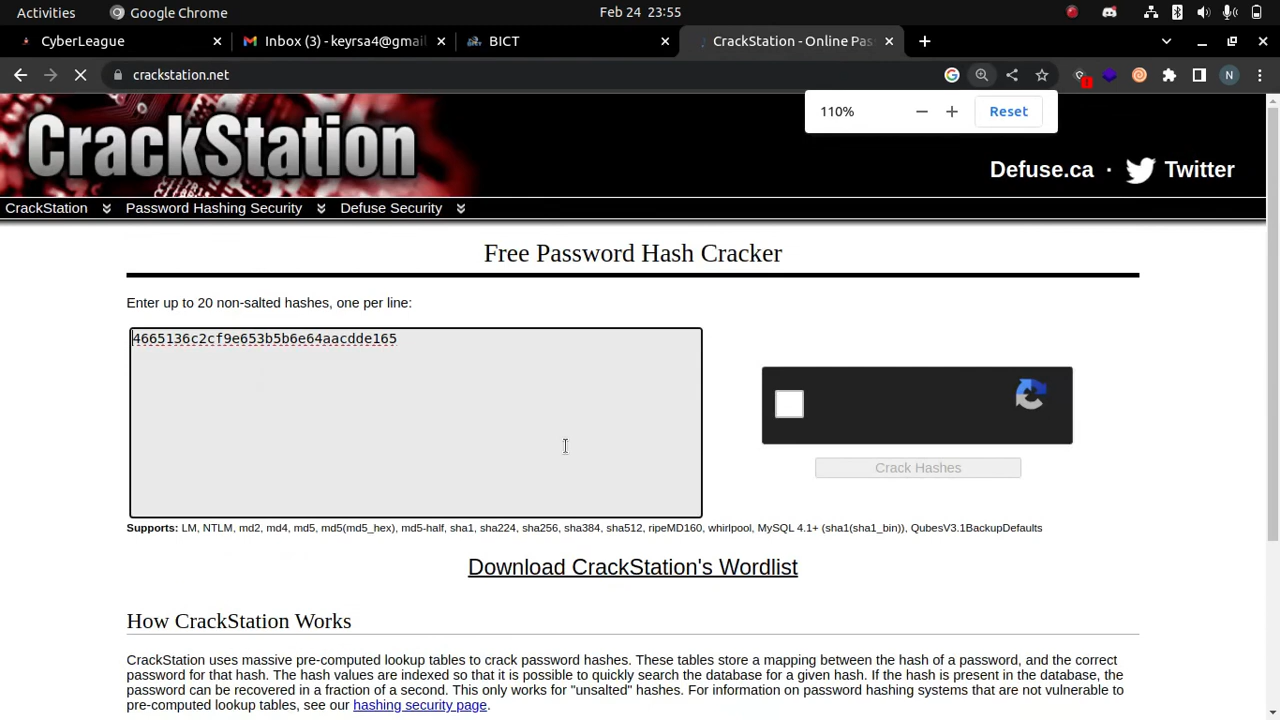 Activities Google Chrome Feb 24 23:55
CyberLeague Inbox (3) - keyrsa4@gmai BICT CrackStation - Online Pas
crackstation.net N
110% Reset
CrackStation
Defuse.ca · Twitter
CrackStation Password Hashing Security Defuse Security
Free Password Hash Cracker
Enter up to 20 non-salted hashes, one per line:
4665136c2cf9e653b5b6e64aacdde165
Crack Hashes
Supports: LM, NTLM, md2, md4, md5, md5(md5_hex), md5-half, sha1, sha224, sha256, sha384, sha512, ripeMD160, whirlpool, MySQL 4.1+ (sha1(sha1_bin)), QubesV3.1BackupDefaults
Download CrackStation's Wordlist
How CrackStation Works
CrackStation uses massive pre-computed lookup tables to crack password hashes. These tables store a mapping between the hash of a password, and the correct
password for that hash. The hash values are indexed so that it is possible to quickly search the database for a given hash. If the hash is present in the database, the
password can be recovered in a fraction of a second. This only works for "unsalted" hashes. For information on password hashing systems that are not vulnerable to
pre-computed lookup tables, see our hashing security page.